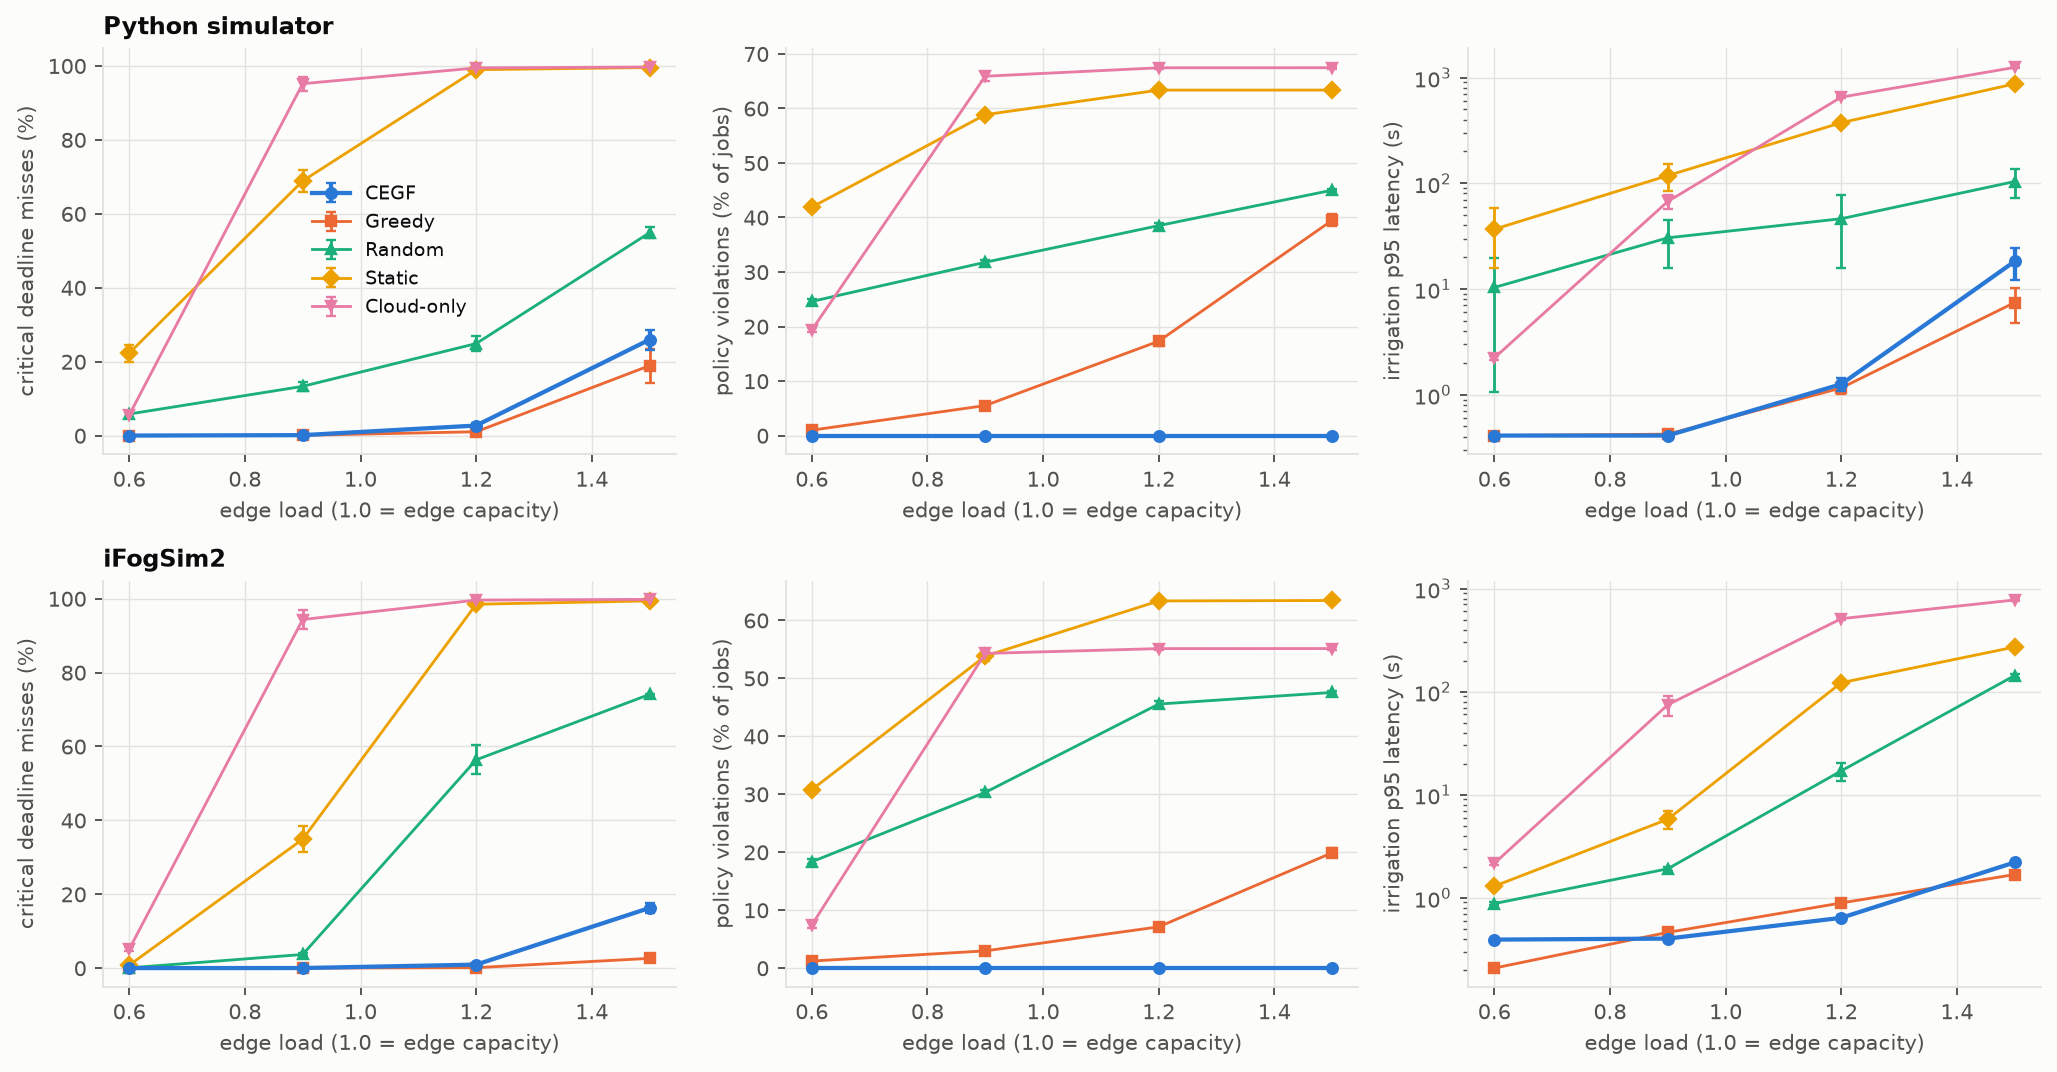 Python simulator
critical deadline misses (%)
100
80
60
40
20
0
0.6 0.8 1.0 1.2 1.4
edge load (1.0 = edge capacity)
CEGF
Greedy
Random
Static
Cloud-only
policy violations (% of jobs)
70
60
50
40
30
20
10
0
0.6 0.8 1.0 1.2 1.4
edge load (1.0 = edge capacity)
irrigation p95 latency (s)
10³
10²
10¹
10⁰
0.6 0.8 1.0 1.2 1.4
edge load (1.0 = edge capacity)
iFogSim2
critical deadline misses (%)
100
80
60
40
20
0
0.6 0.8 1.0 1.2 1.4
edge load (1.0 = edge capacity)
policy violations (% of jobs)
60
50
40
30
20
10
0
0.6 0.8 1.0 1.2 1.4
edge load (1.0 = edge capacity)
irrigation p95 latency (s)
10³
10²
10¹
10⁰
0.6 0.8 1.0 1.2 1.4
edge load (1.0 = edge capacity)